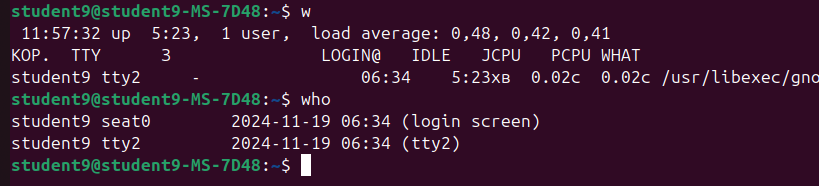 student9@student9-MS-7D48:~$ w
 11:57:32 up  5:23,  1 user,  load average: 0,48, 0,42, 0,41
КОР.  TTY      З                LOGIN@   IDLE   JCPU   PCPU WHAT
student9 tty2     -                06:34    5:23хв  0.02с  0.02с /usr/libexec/gno
student9@student9-MS-7D48:~$ who
student9 seat0        2024-11-19 06:34 (login screen)
student9 tty2         2024-11-19 06:34 (tty2)
student9@student9-MS-7D48:~$